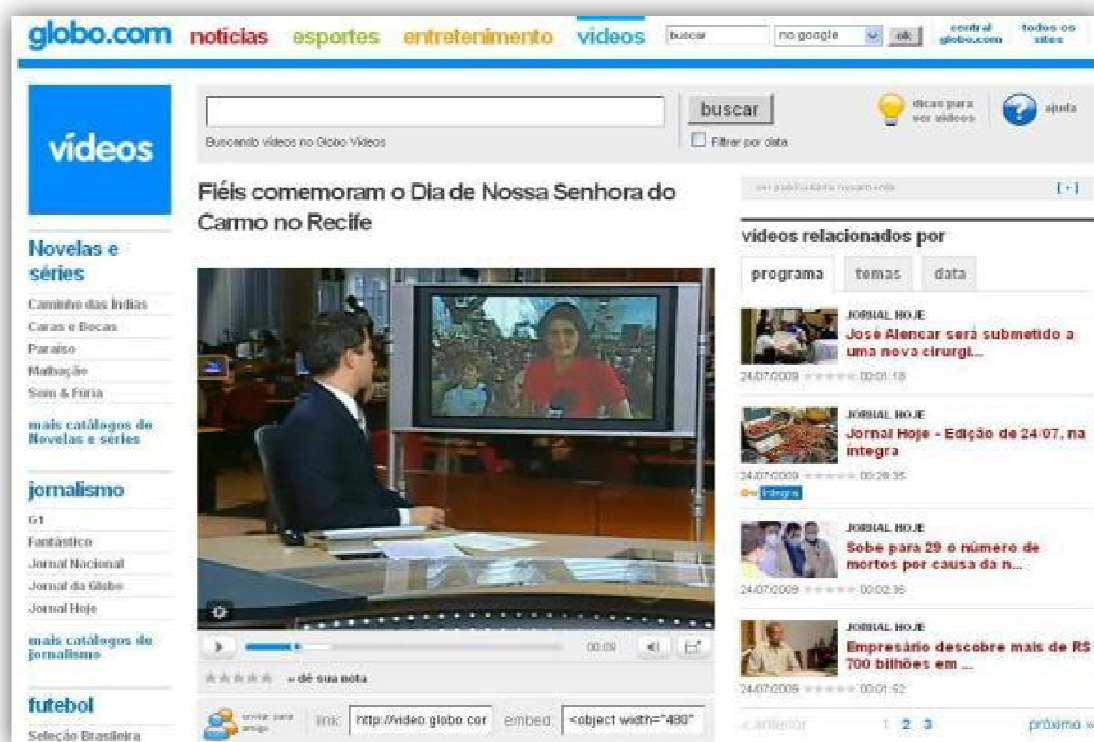 globo.com notícias esportes entretenimento vídeos buscar no google ok central globo.com todos os sites
vídeos
buscar
dicas para ver vídeos
ajuda
Buscando vídeos no Globo Vídeos
Filtrar por data
Fiéis comemoram o Dia de Nossa Senhora do
Carmo no Recife
Novelas e
séries
Caminho das Índias
Caras e Bocas
Paraíso
Malhação
Som & Fúria
mais catálogos de
Novelas e séries
jornalismo
G1
Fantástico
Jornal Nacional
Jornal da Globo
Jornal Hoje
mais catálogos de
jornalismo
futebol
Seleção Brasileira
00:09
» dê sua nota
enviar para
amigo
link http://video.globo.cor embed <object width="480"
ver publicidade novamente [+]
vídeos relacionados por
programa temas data
JORNAL HOJE
José Alencar será submetido a
uma nova cirurgi...
24/07/2009 00:01:18
JORNAL HOJE
Jornal Hoje - Edição de 24/07, na
íntegra
24/07/2009 00:28:35
íntegra
JORNAL HOJE
Sobe para 29 o número de
mortos por causa da n...
24/07/2009 00:02:36
JORNAL HOJE
Empresário descobre mais de R$
700 bilhões em ...
24/07/2009 00:01:52
« anterior 1 2 3 próximo »